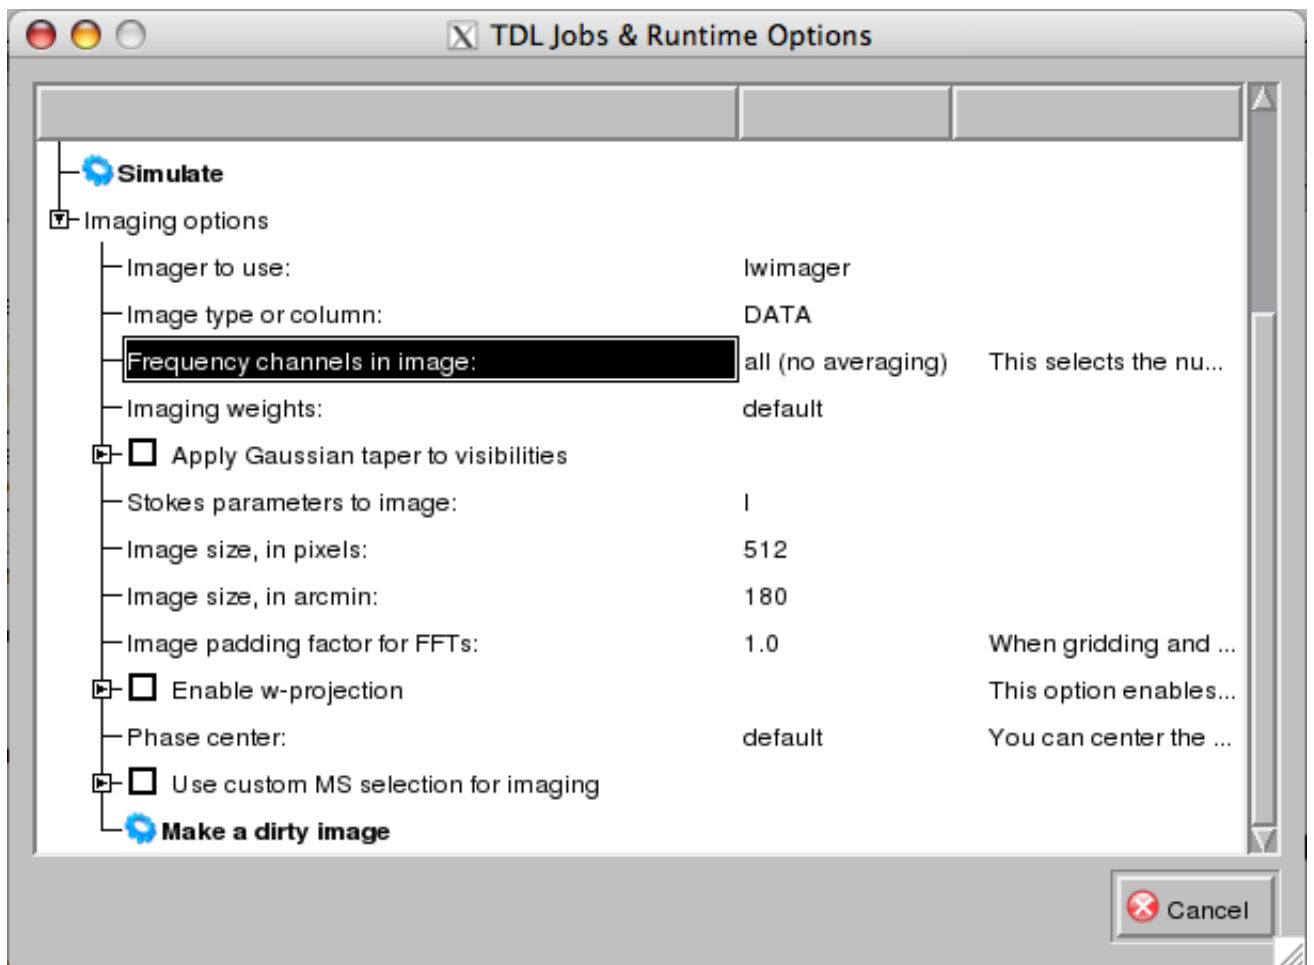 TDL Jobs & Runtime Options
Simulate
Imaging options
Imager to use: lwimager
Image type or column: DATA
Frequency channels in image: all (no averaging) This selects the nu...
Imaging weights: default
Apply Gaussian taper to visibilities
Stokes parameters to image: I
Image size, in pixels: 512
Image size, in arcmin: 180
Image padding factor for FFTs: 1.0 When gridding and ...
Enable w-projection This option enables...
Phase center: default You can center the ...
Use custom MS selection for imaging
Make a dirty image
Cancel